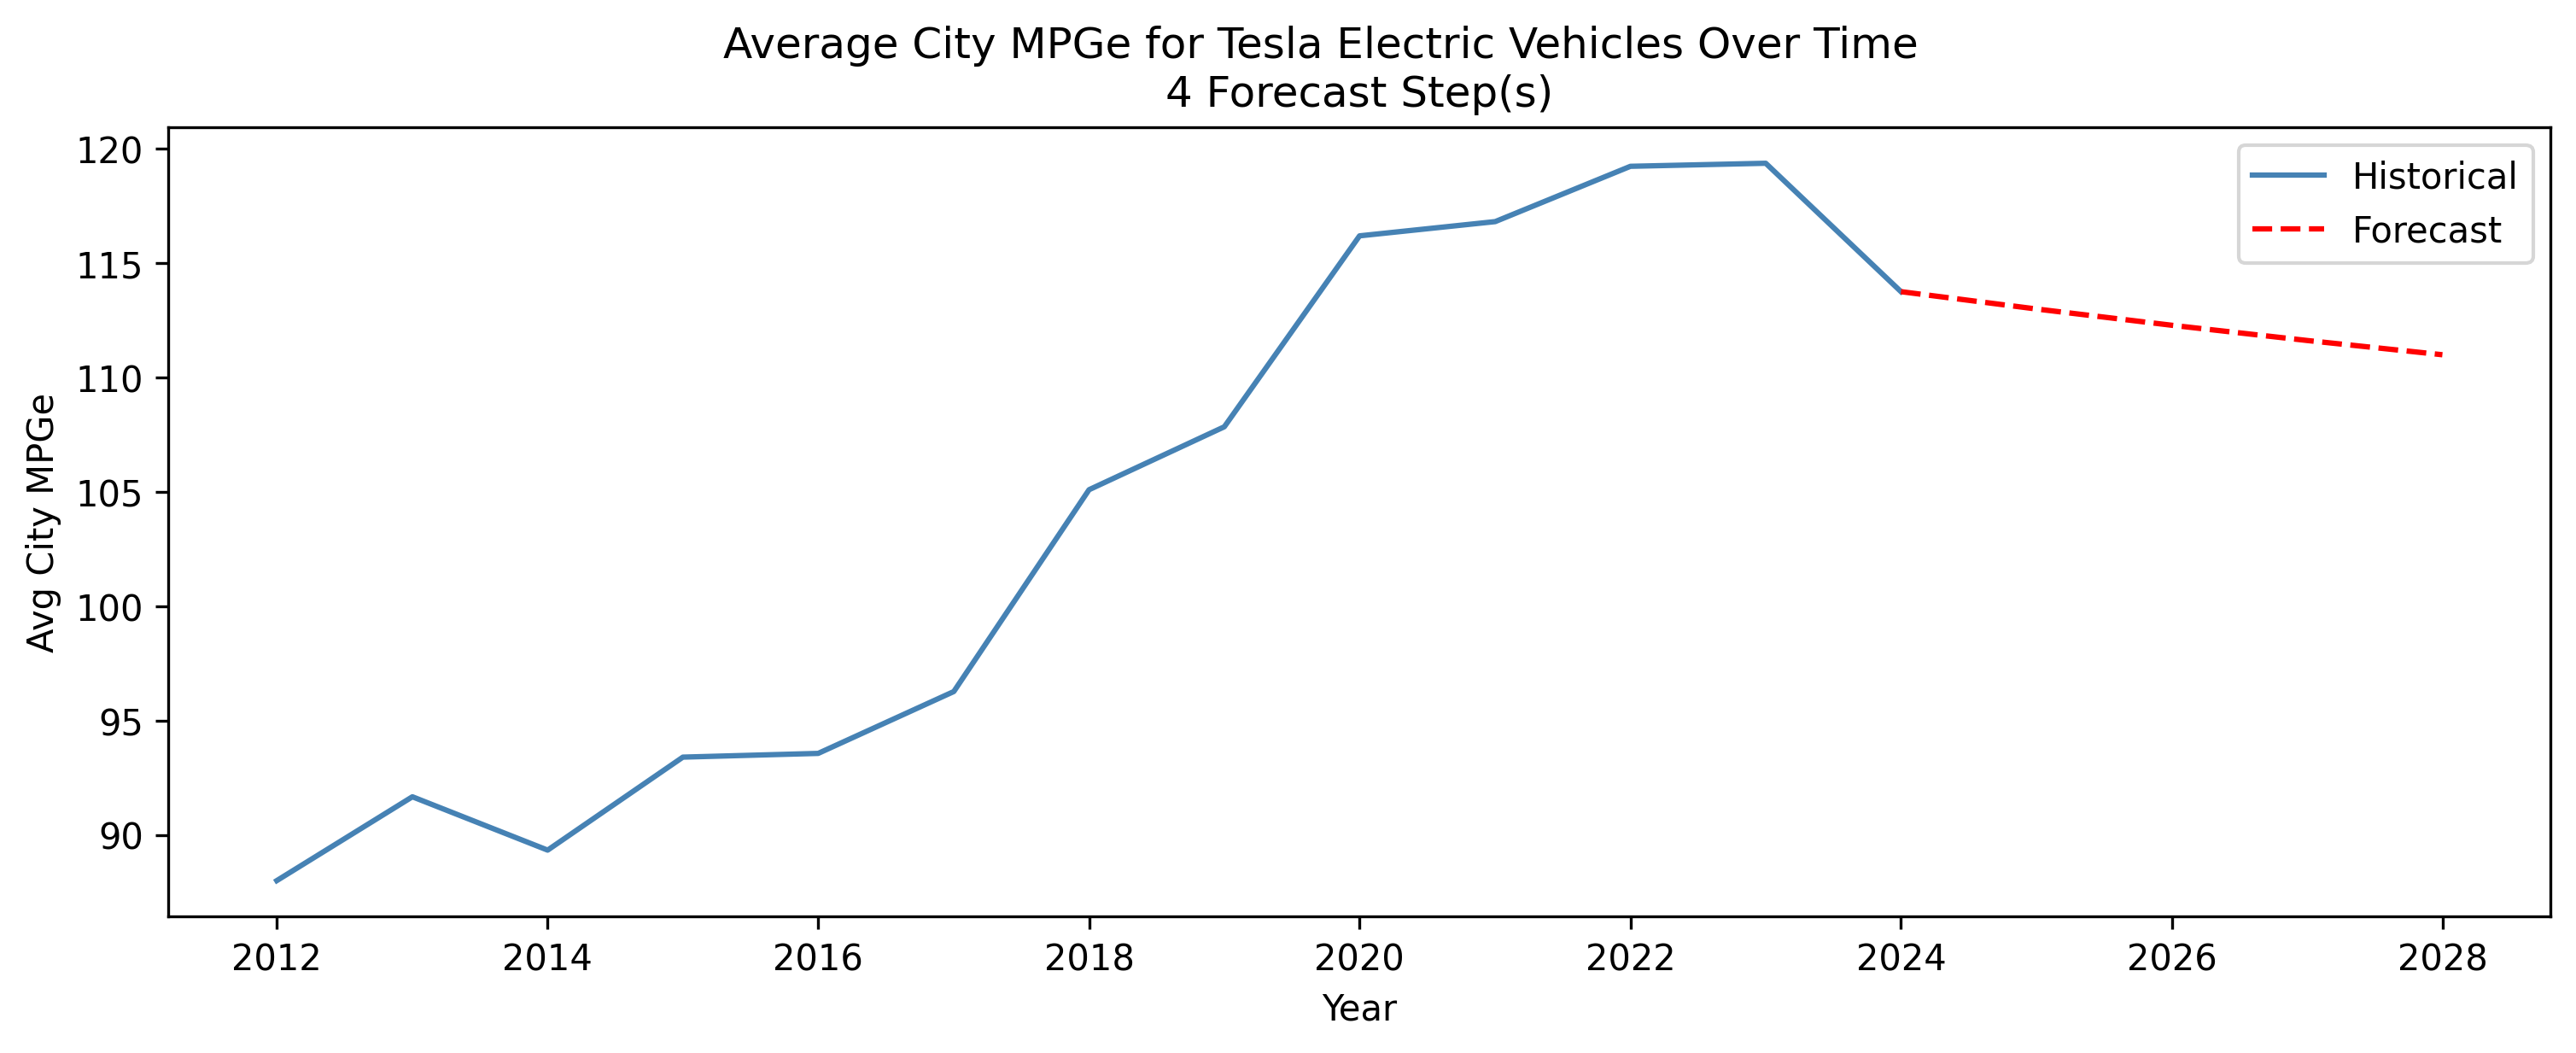 Average City MPGe for Tesla Electric Vehicles Over Time
4 Forecast Step(s)
120
115
110
105
100
95
90
Avg City MPGe
Historical
Forecast
2012
2014
2016
2018
2020
2022
2024
2026
2028
Year